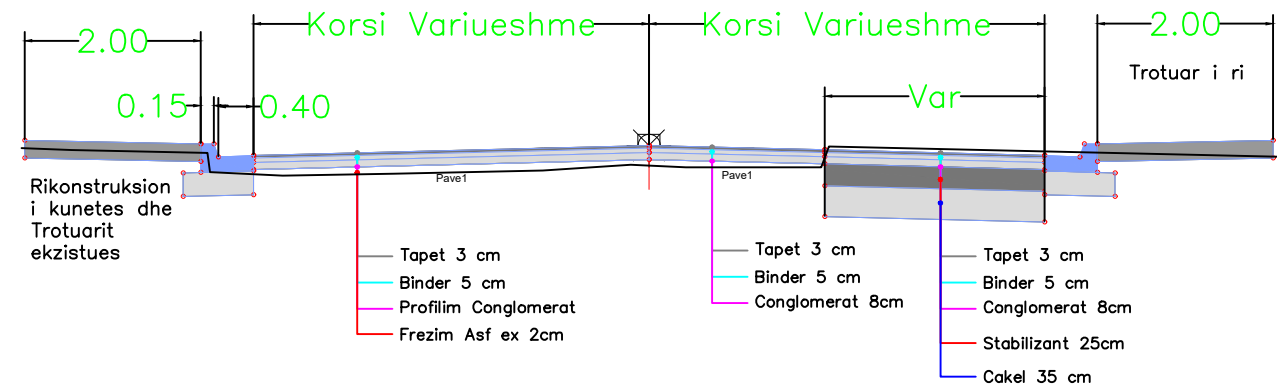 Korsi Variueshme
Korsi Variueshme
2.00
2.00
Trotuar i ri
0.15
0.40
Var
Rikonstruksion
i kunetes dhe
Trotuarit
ekzistues
Pave1
Pave1
Tapet 3 cm
Binder 5 cm
Profilim Conglomerat
Frezim Asf ex 2cm
Tapet 3 cm
Binder 5 cm
Conglomerat 8cm
Tapet 3 cm
Binder 5 cm
Conglomerat 8cm
Stabilizant 25cm
Cakel 35 cm